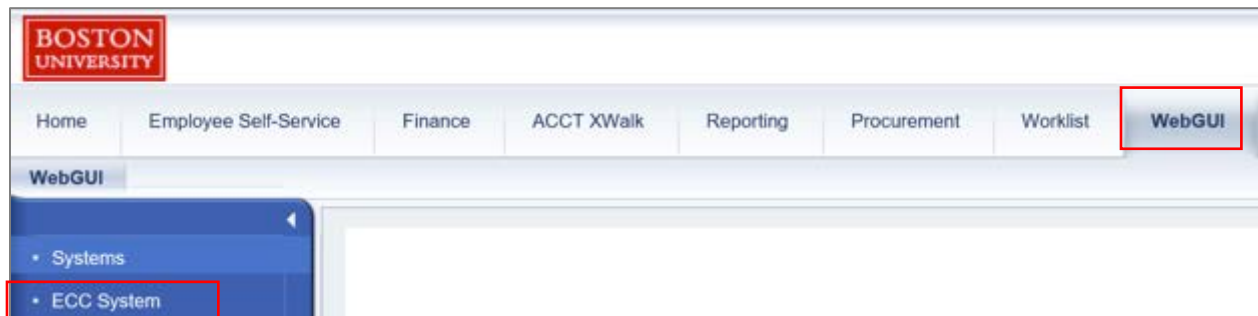 BOSTON
UNIVERSITY
Home Employee Self-Service Finance ACCT XWalk Reporting Procurement Worklist WebGUI
WebGUI
• Systems
• ECC System